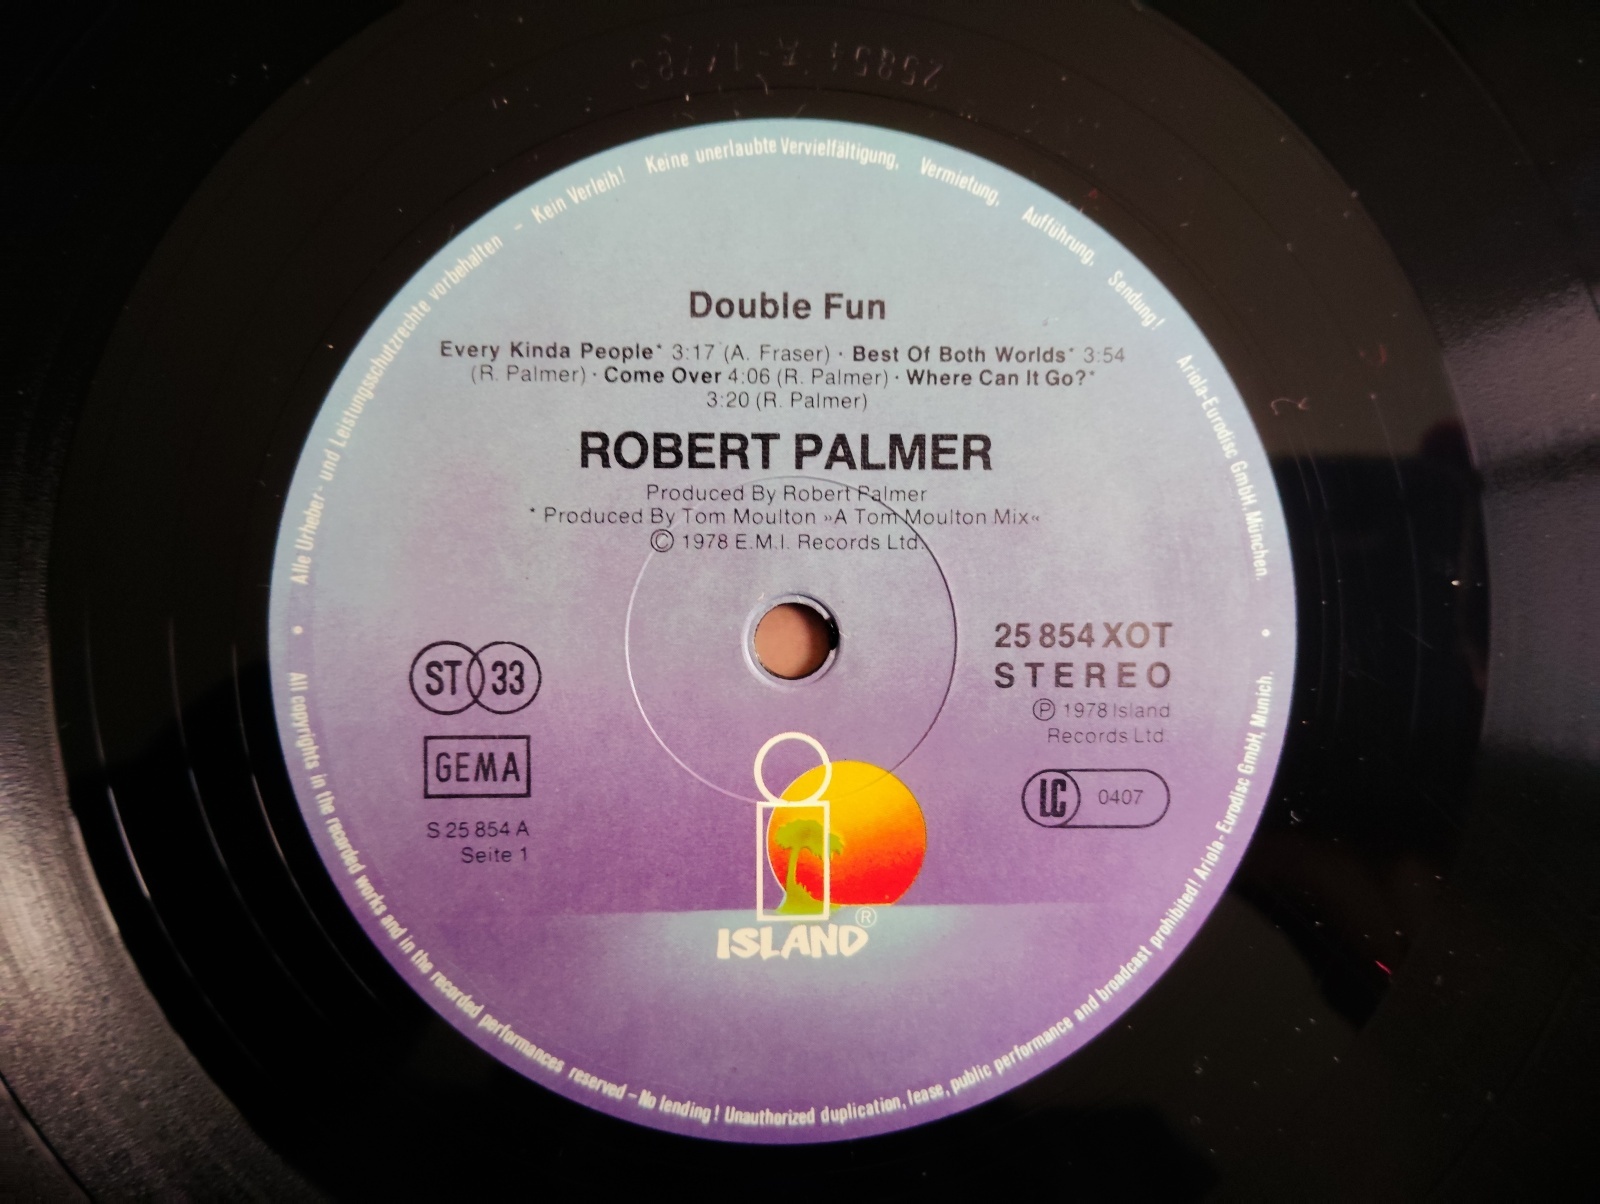 Alle Urheber- und Leistungsschutzrechte vorbehalten – Kein Verleih! Keine unerlaubte Vervielfältigung, Vermietung, Aufführung, Sendung! Ariola-Eurodisc GmbH, München.
Double Fun
Every Kinda People* 3:17 (A. Fraser) · Best Of Both Worlds* 3:54
(R. Palmer) · Come Over 4:06 (R. Palmer) · Where Can It Go?*
3:20 (R. Palmer)
ROBERT PALMER
Produced By Robert Palmer
* Produced By Tom Moulton »A Tom Moulton Mix«
© 1978 E.M.I. Records Ltd.
ST 33
GEMA
S 25 854 A
Seite 1
25 854 XOT
STEREO
℗ 1978 Island
Records Ltd.
LC 0407
ISLAND®
All copyrights in the recorded works and in the recorded performances reserved – No lending! Unauthorized duplication, lease, public performance and broadcast prohibited! Ariola-Eurodisc GmbH, Munich.